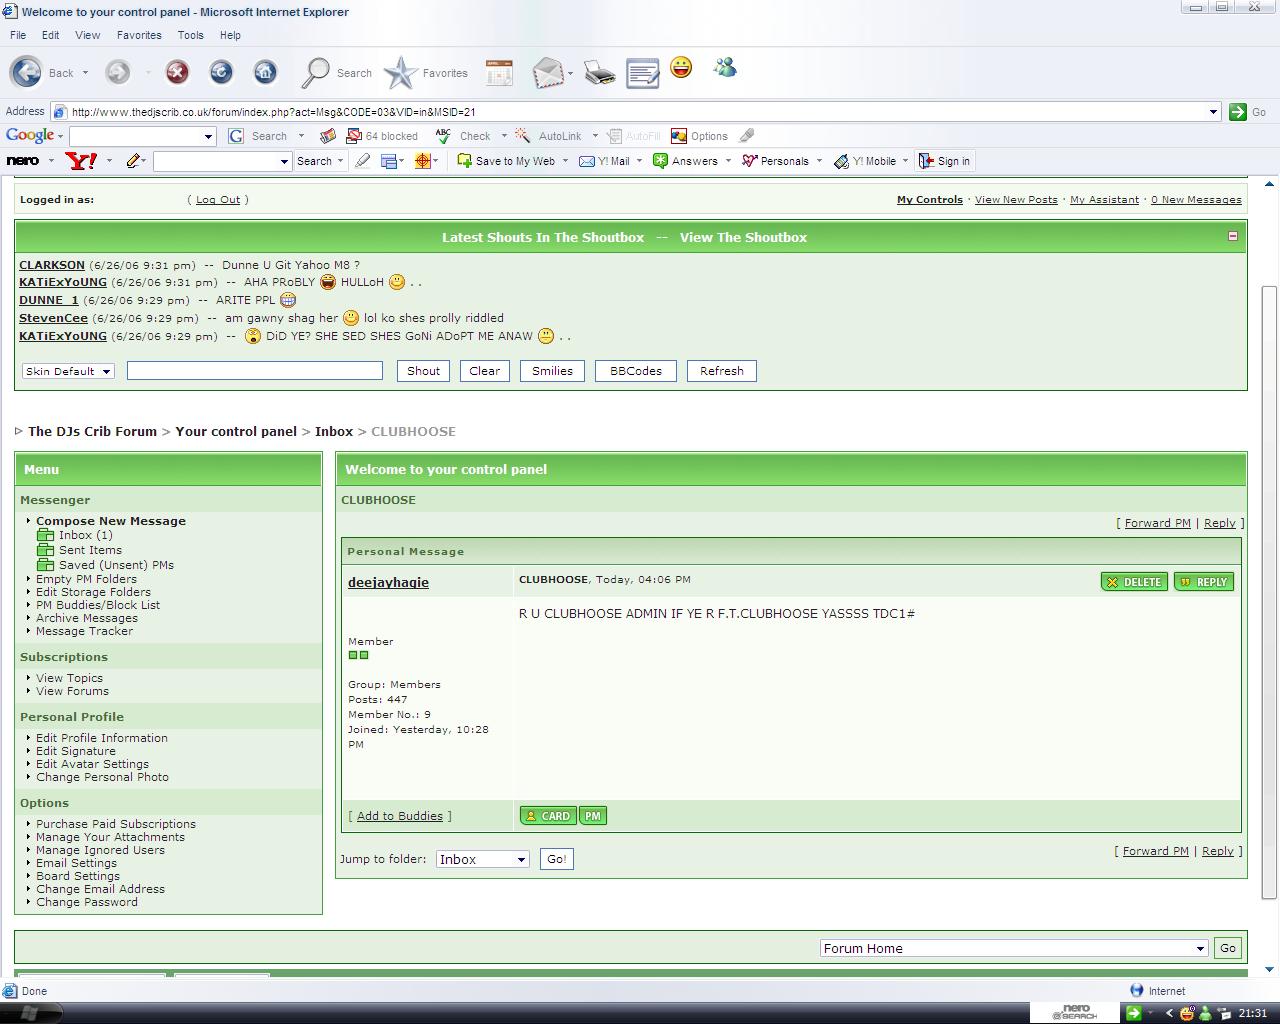 Welcome to your control panel - Microsoft Internet Explorer
File Edit View Favorites Tools Help
Back Search Favorites
Address http://www.thedjscrib.co.uk/forum/index.php?act=Msg&CODE=03&VID=in&MSID=21 Go
Google G Search 64 blocked ABC Check AutoLink AutoFill Options
nero Y! Search Save to My Web Y! Mail Answers Personals Y! Mobile Sign in
Logged in as: ( Log Out ) My Controls · View New Posts · My Assistant · 0 New Messages
Latest Shouts In The Shoutbox -- View The Shoutbox
CLARKSON (6/26/06 9:31 pm) -- Dunne U Git Yahoo M8 ?
KATiExYoUNG (6/26/06 9:31 pm) -- AHA PRoBLY HULLoH . .
DUNNE_1 (6/26/06 9:29 pm) -- ARITE PPL
StevenCee (6/26/06 9:29 pm) -- am gawny shag her lol ko shes prolly riddled
KATiExYoUNG (6/26/06 9:29 pm) -- DiD YE? SHE SED SHES GoNi ADoPT ME ANAW . .
Skin Default Shout Clear Smilies BBCodes Refresh
The DJs Crib Forum > Your control panel > Inbox > CLUBHOOSE
Menu
Messenger
Compose New Message
Inbox (1)
Sent Items
Saved (Unsent) PMs
Empty PM Folders
Edit Storage Folders
PM Buddies/Block List
Archive Messages
Message Tracker
Subscriptions
View Topics
View Forums
Personal Profile
Edit Profile Information
Edit Signature
Edit Avatar Settings
Change Personal Photo
Options
Purchase Paid Subscriptions
Manage Your Attachments
Manage Ignored Users
Email Settings
Board Settings
Change Email Address
Change Password
Welcome to your control panel
CLUBHOOSE
[ Forward PM | Reply ]
Personal Message
deejayhagie CLUBHOOSE, Today, 04:06 PM DELETE REPLY
R U CLUBHOOSE ADMIN IF YE R F.T.CLUBHOOSE YASSSS TDC1#
Member
Group: Members
Posts: 447
Member No.: 9
Joined: Yesterday, 10:28
PM
[ Add to Buddies ] CARD PM
Jump to folder: Inbox Go! [ Forward PM | Reply ]
Forum Home Go
Done Internet
nero SEARCH 21:31